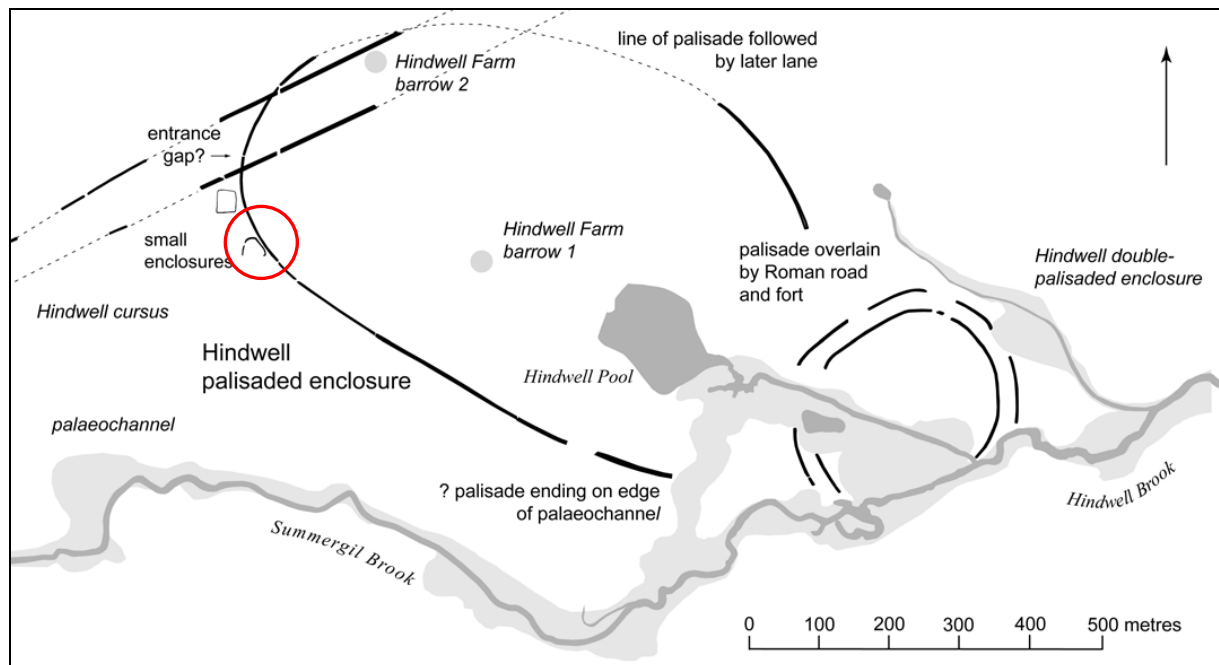 line of palisade followed
by later lane
Hindwell Farm
barrow 2
entrance
gap? →
small
enclosures
Hindwell Farm
barrow 1
palisade overlain
by Roman road
and fort
Hindwell double-
palisaded enclosure
Hindwell cursus
Hindwell
palisaded enclosure
Hindwell Pool
palaeochannel
? palisade ending on edge
of palaeochannel
Summergil Brook
Hindwell Brook
0 100 200 300 400 500 metres